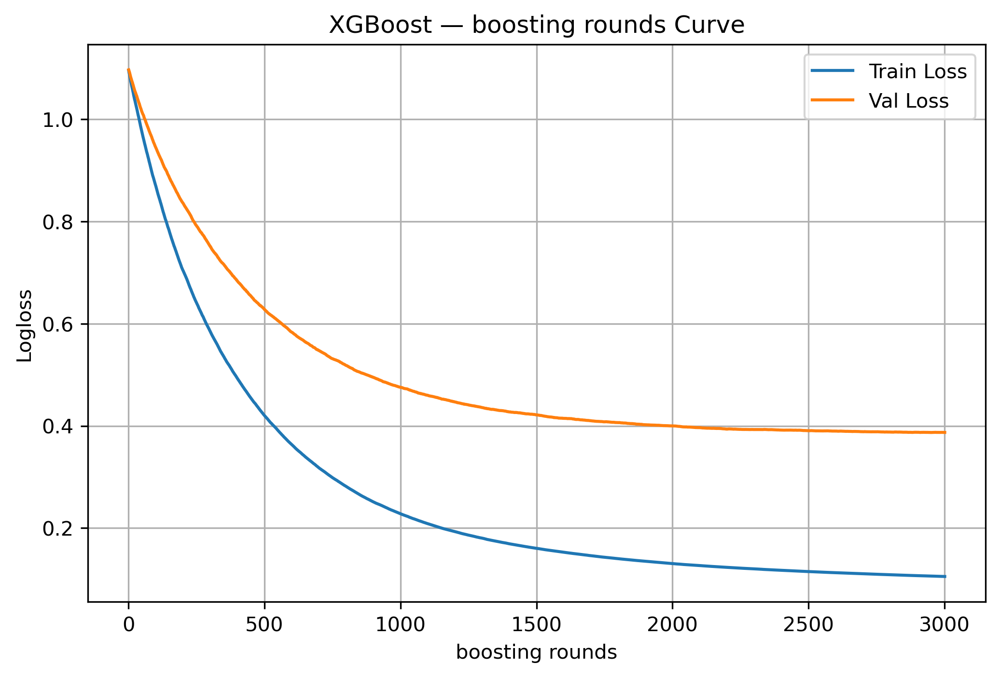 XGBoost — boosting rounds Curve
Train Loss
Val Loss
1.0
0.8
0.6
0.4
0.2
Logloss
0 500 1000 1500 2000 2500 3000
boosting rounds